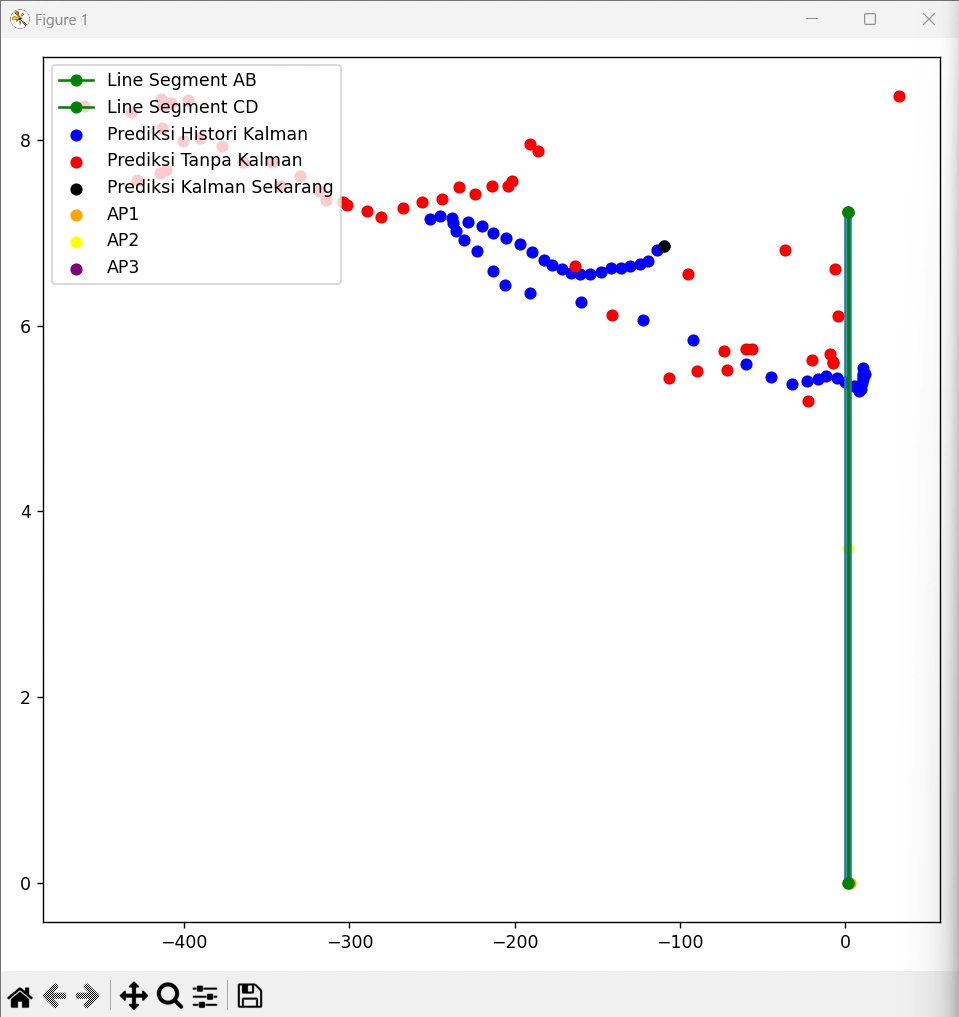 Figure 1
Line Segment AB
Line Segment CD
Prediksi Histori Kalman
Prediksi Tanpa Kalman
Prediksi Kalman Sekarang
AP1
AP2
AP3
8
6
4
2
0
−400 −300 −200 −100 0